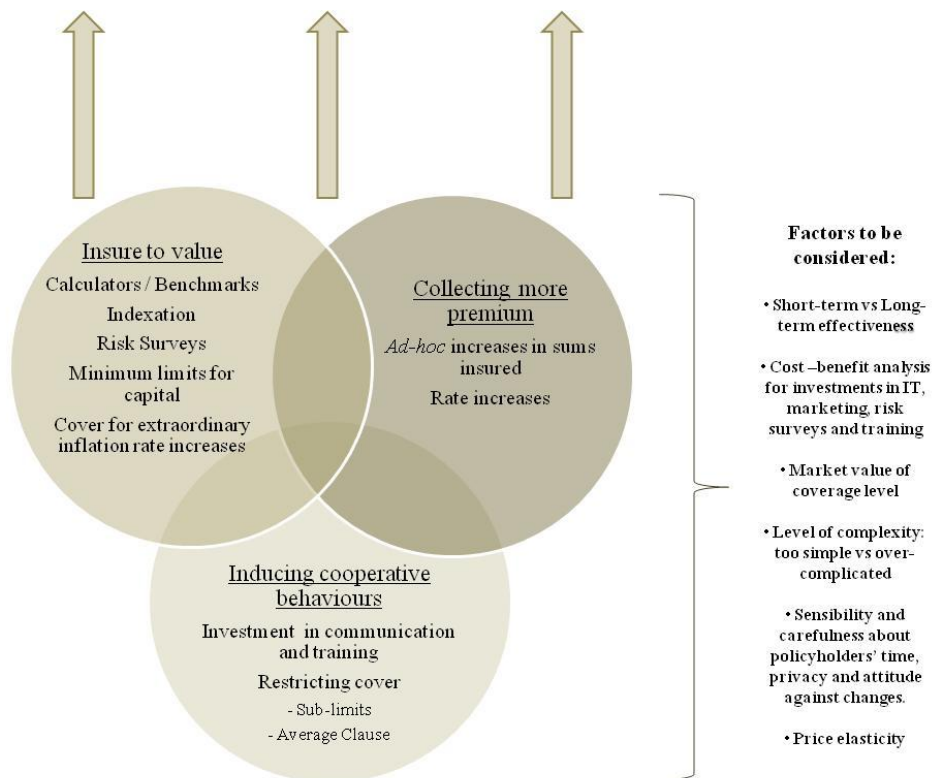 Insure to value
Calculators / Benchmarks
Indexation
Risk Surveys
Minimum limits for
capital
Cover for extraordinary
inflation rate increases
Collecting more
premium
Ad-hoc increases in sums
insured
Rate increases
Inducing cooperative
behaviours
Investment in communication
and training
Restricting cover
- Sub-limits
- Average Clause
Factors to be
considered:
• Short-term vs Long-
term effectiveness
• Cost –benefit analysis
for investments in IT,
marketing, risk
surveys and training
• Market value of
coverage level
• Level of complexity:
too simple vs over-
complicated
• Sensibility and
carefulness about
policyholders’ time,
privacy and attitude
against changes.
• Price elasticity